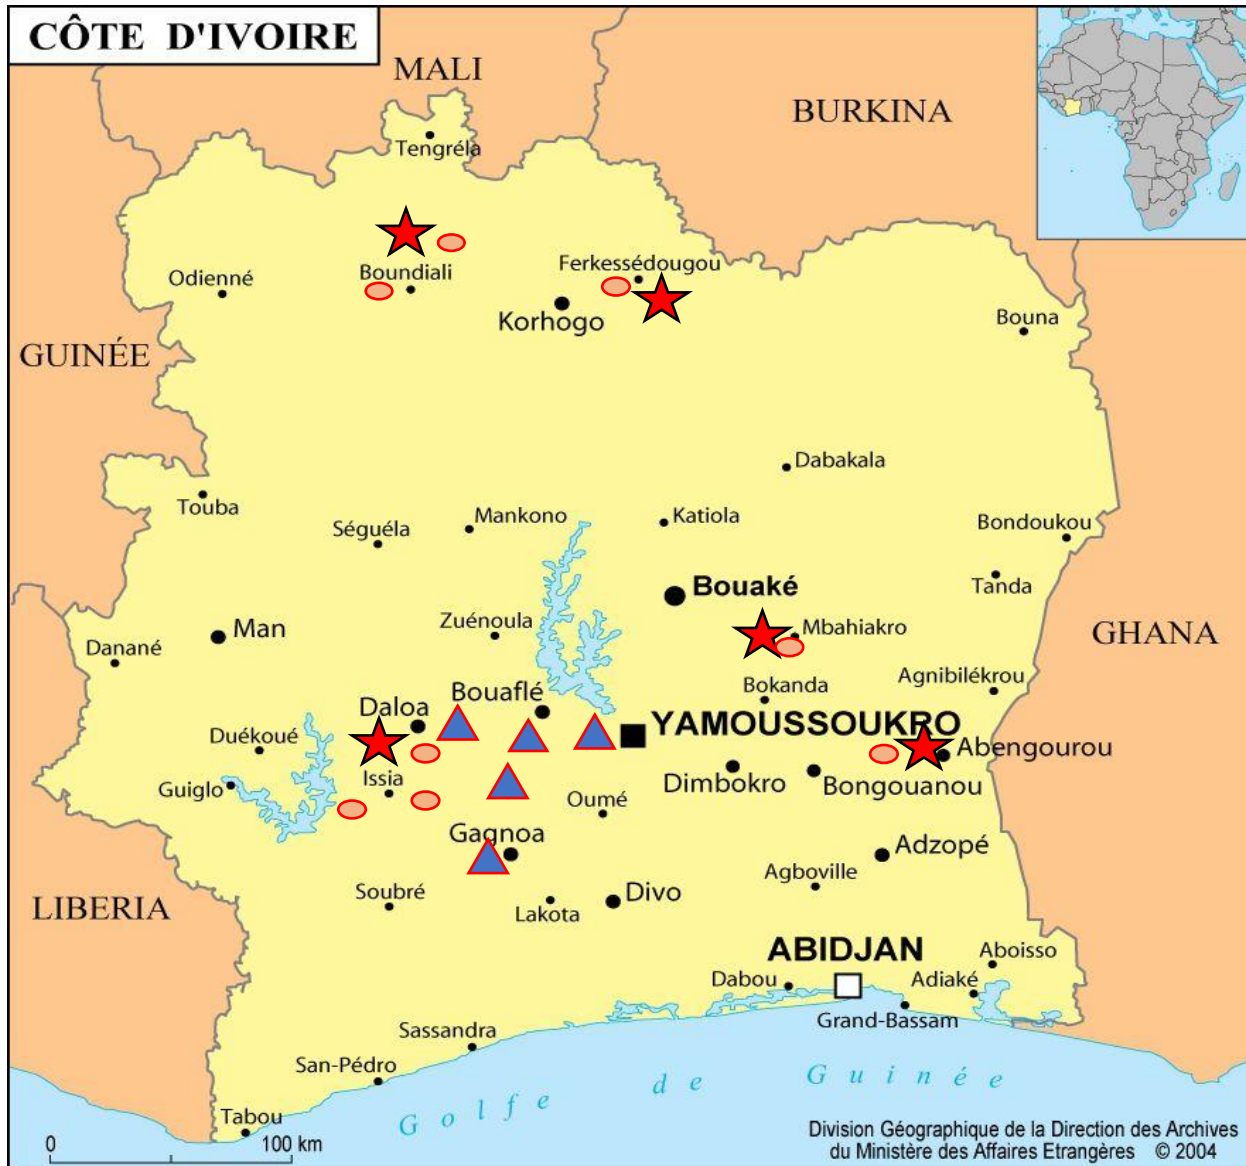 CÔTE D'IVOIRE
MALI
BURKINA
Tengréla
Ferkessédougou
Boundiali
Odienné
Korhogo
Bouna
GUINÉE
Dabakala
Touba
Mankono
Katiola
Séguéla
Bondoukou
Bouaké
Tanda
Zuénoula
Man
Mbahiakro
GHANA
Danané
Agnibilékrou
Bokanda
Bouaflé
Daloa
YAMOUSSOUKRO
Duékoué
Abengourou
Issia
Guiglo
Dimbokro
Bongouanou
Oumé
Gagnoa
Adzopé
Agboville
Soubré
Divo
LIBERIA
Lakota
ABIDJAN
Aboisso
Dabou
Adiaké
Grand-Bassam
Sassandra
San-Pédro
Golfe de Guinée
Tabou
0 100 km
Division Géographique de la Direction des Archives
du Ministère des Affaires Etrangères © 2004